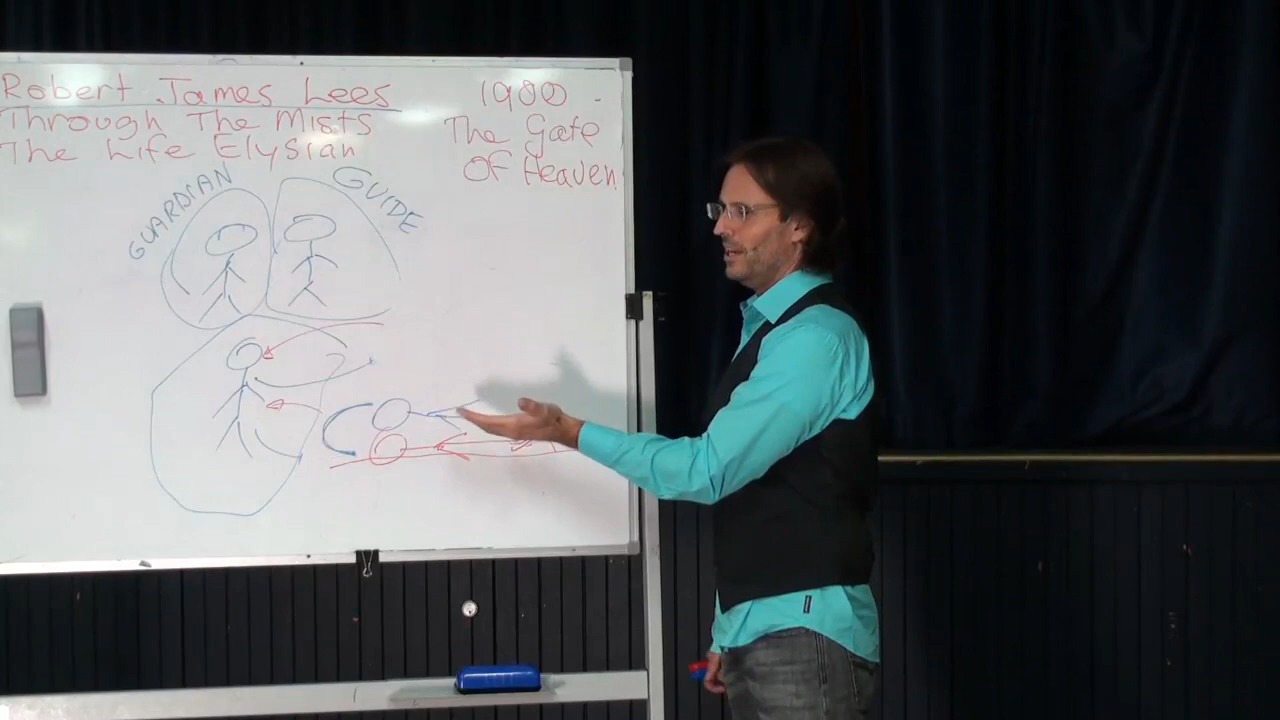 Robert James Lees
Through The Mists
The Life Elysian
1900 -
The Gate
Of Heaven
GUARDIAN
GUIDE